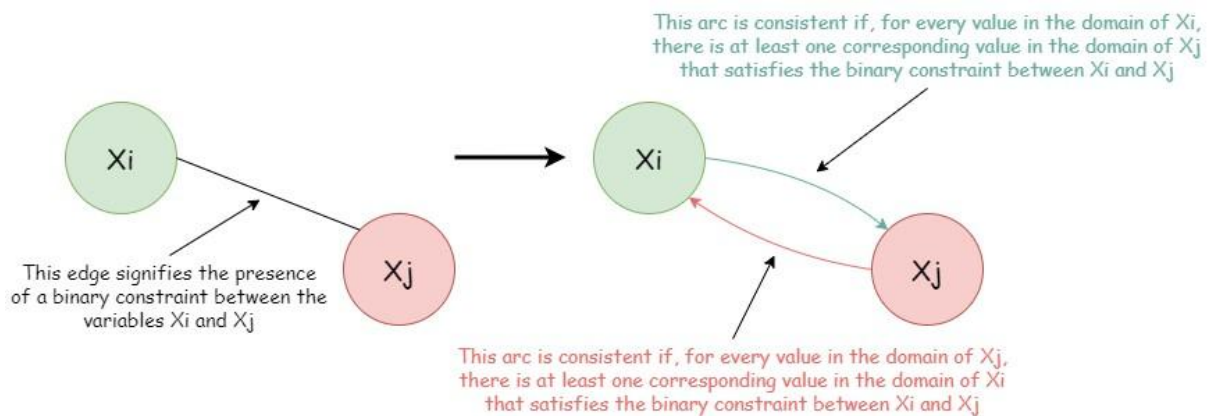 This arc is consistent if, for every value in the domain of Xi,
there is at least one corresponding value in the domain of Xj
that satisfies the binary constraint between Xi and Xj
Xi
Xj
This edge signifies the presence
of a binary constraint between the
variables Xi and Xj
Xi
Xj
This arc is consistent if, for every value in the domain of Xj,
there is at least one corresponding value in the domain of Xi
that satisfies the binary constraint between Xi and Xj